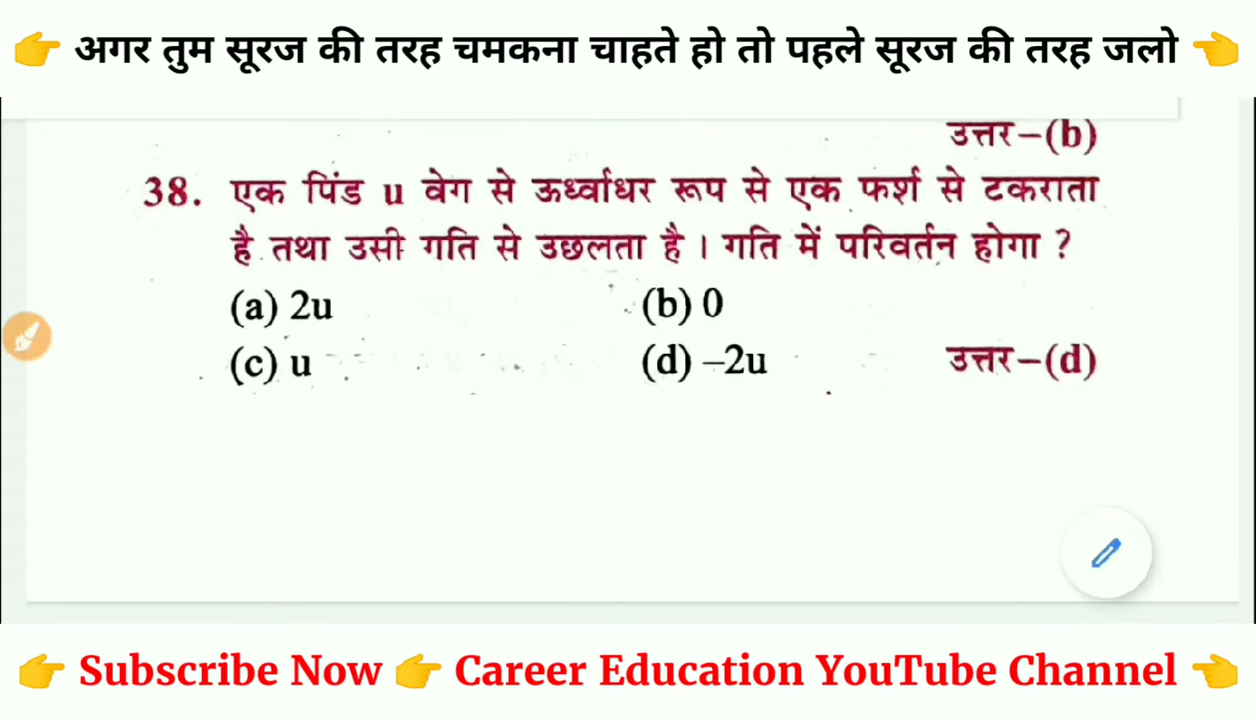 👉 अगर तुम सूरज की तरह चमकना चाहते हो तो पहले सूरज की तरह जलो 👈
उत्तर–(b)
38. एक पिंड u वेग से ऊर्ध्वाधर रूप से एक फर्श से टकराता
है तथा उसी गति से उछलता है। गति में परिवर्तन होगा ?
(a) 2u (b) 0
(c) u (d) –2u उत्तर–(d)
👉 Subscribe Now 👉 Career Education YouTube Channel 👈